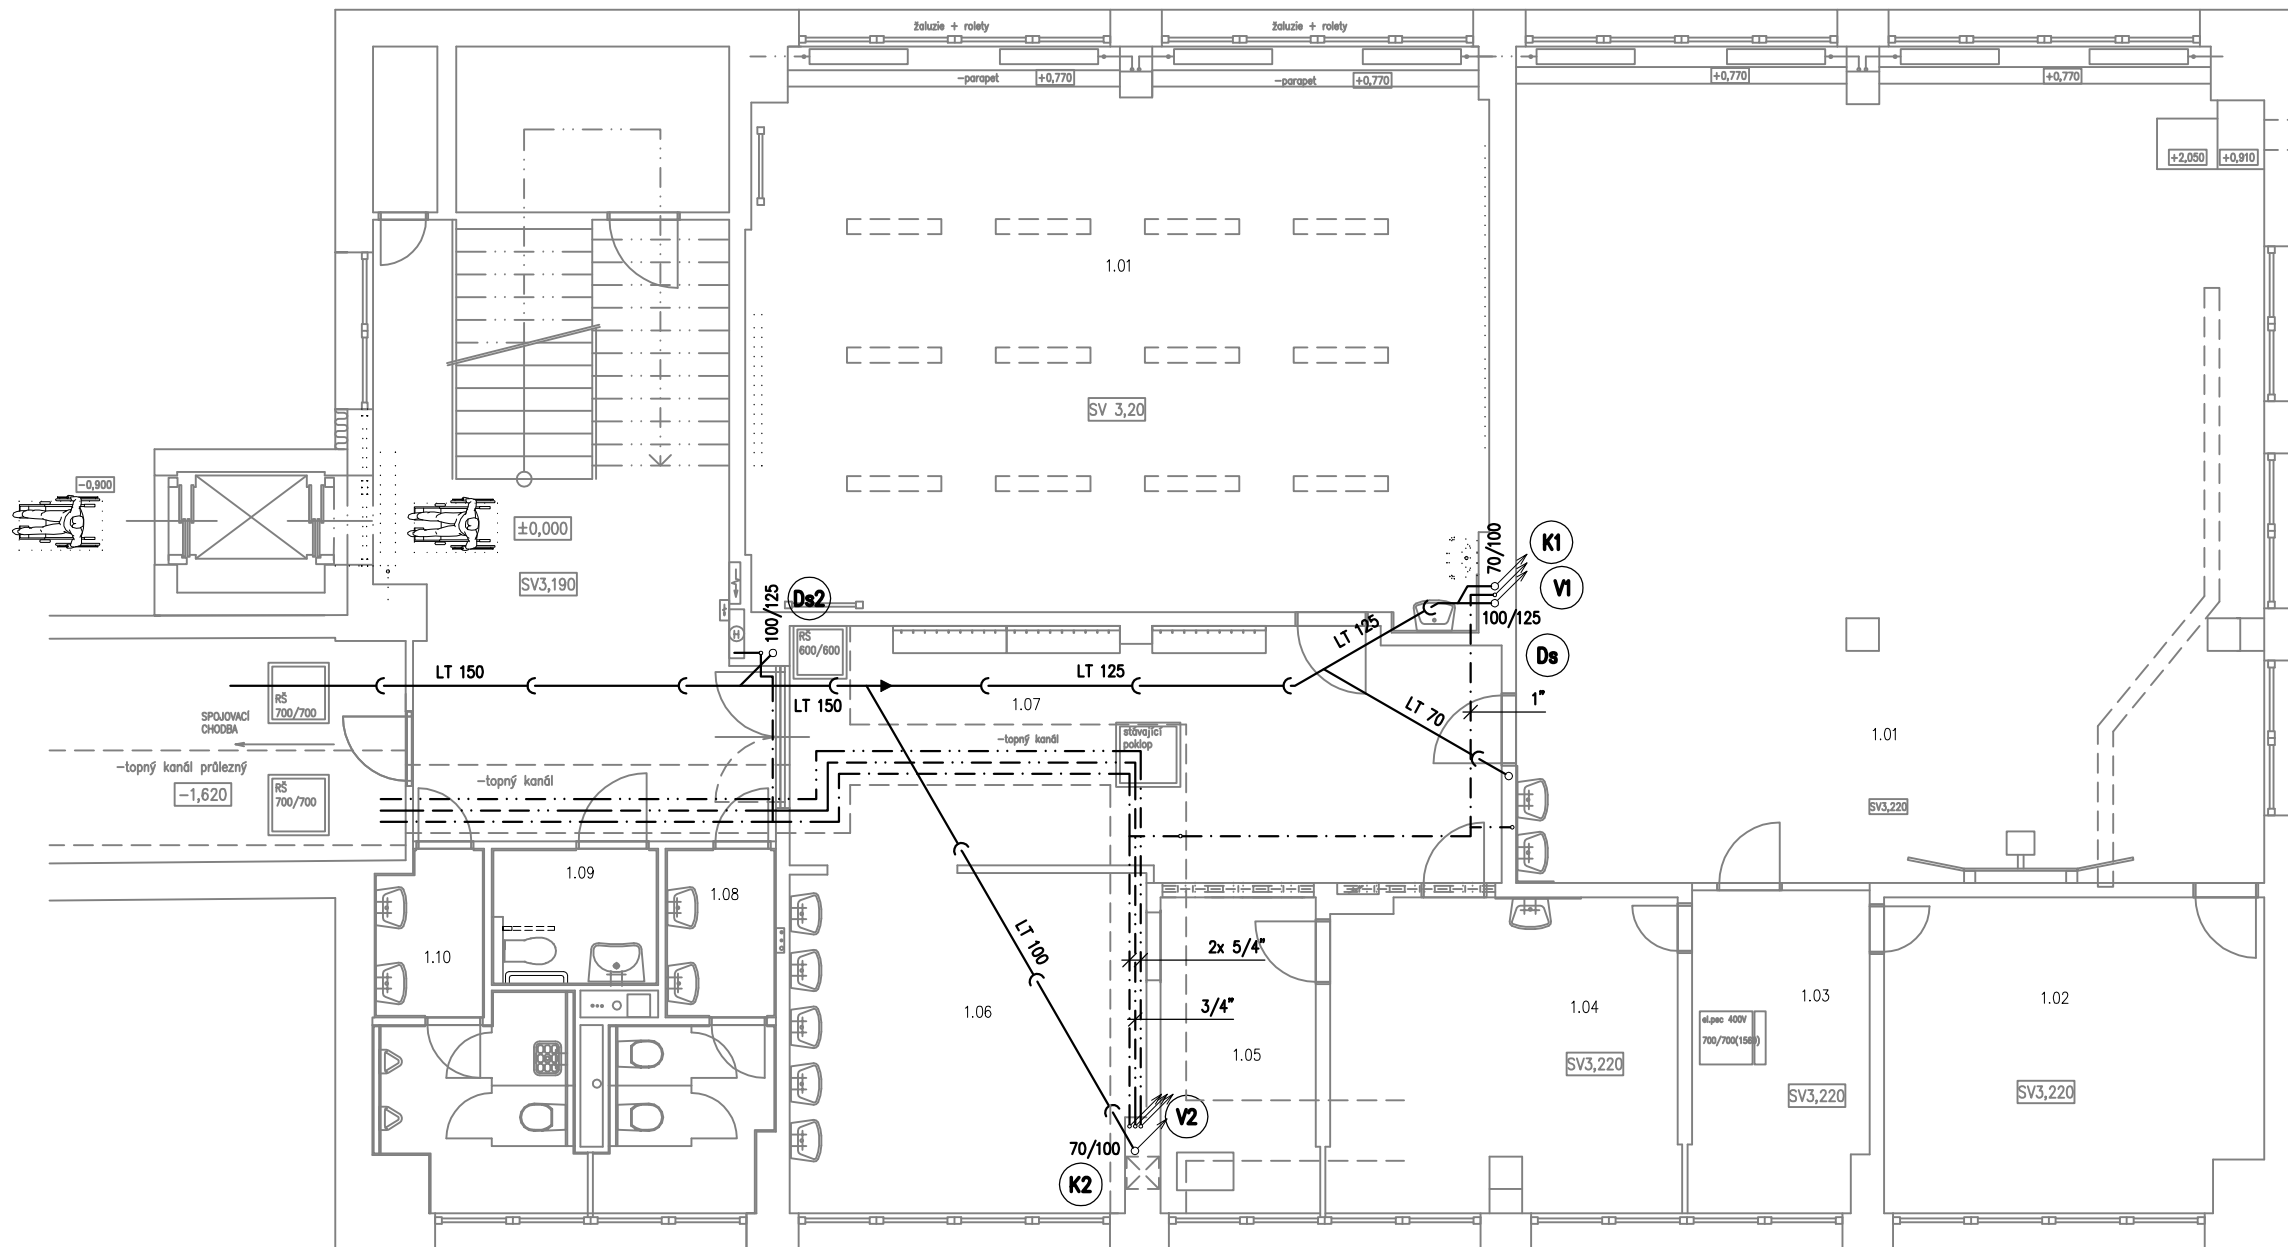 žaluzie + rolety
žaluzie + rolety
-parapet
+0,770
-parapet
+0,770
+0,770
+0,770
+2,050
+0,910
1.01
SV 3,20
-0,900
±0,000
SV3,190
70/100
K1
V1
100/125
Ds2
100/125
H
RŠ
600/600
LT 125
Ds
LT 150
LT 150
LT 125
RŠ
700/700
SPOJOVACÍ
CHODBA
1.07
LT 70
1"
1.01
-topný kanál
stávající
poklop
-topný kanál průlezný
-topný kanál
-1,620
RŠ
700/700
SV3,220
1.09
1.08
1.10
LT 100
2x 5/4"
3/4"
1.06
1.05
1.04
1.03
1.02
el.pec 400V
SV3,220
SV3,220
SV3,220
V2
70/100
K2